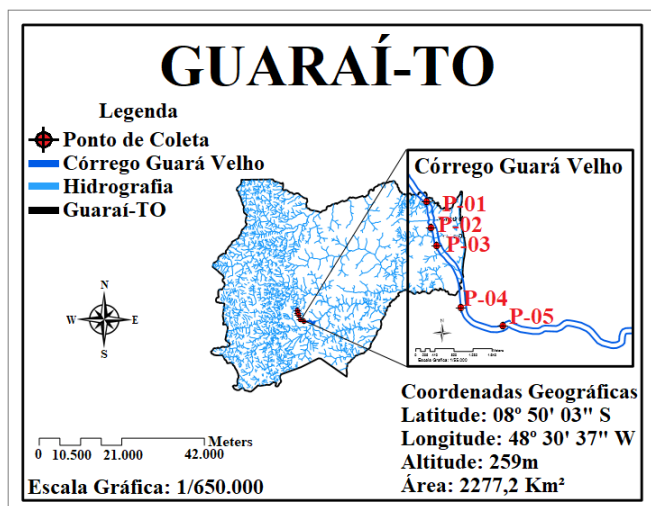 GUARAÍ-TO
Legenda
Ponto de Coleta
Córrego Guará Velho
Hidrografia
Guaraí-TO
Córrego Guará Velho
P-01
P-02
P-03
P-04
P-05
N
W E
S
Meters
0 10.500 21.000 42.000
Escala Gráfica: 1/650.000
Coordenadas Geográficas
Latitude: 08º 50' 03" S
Longitude: 48º 30' 37" W
Altitude: 259m
Área: 2277,2 Km²